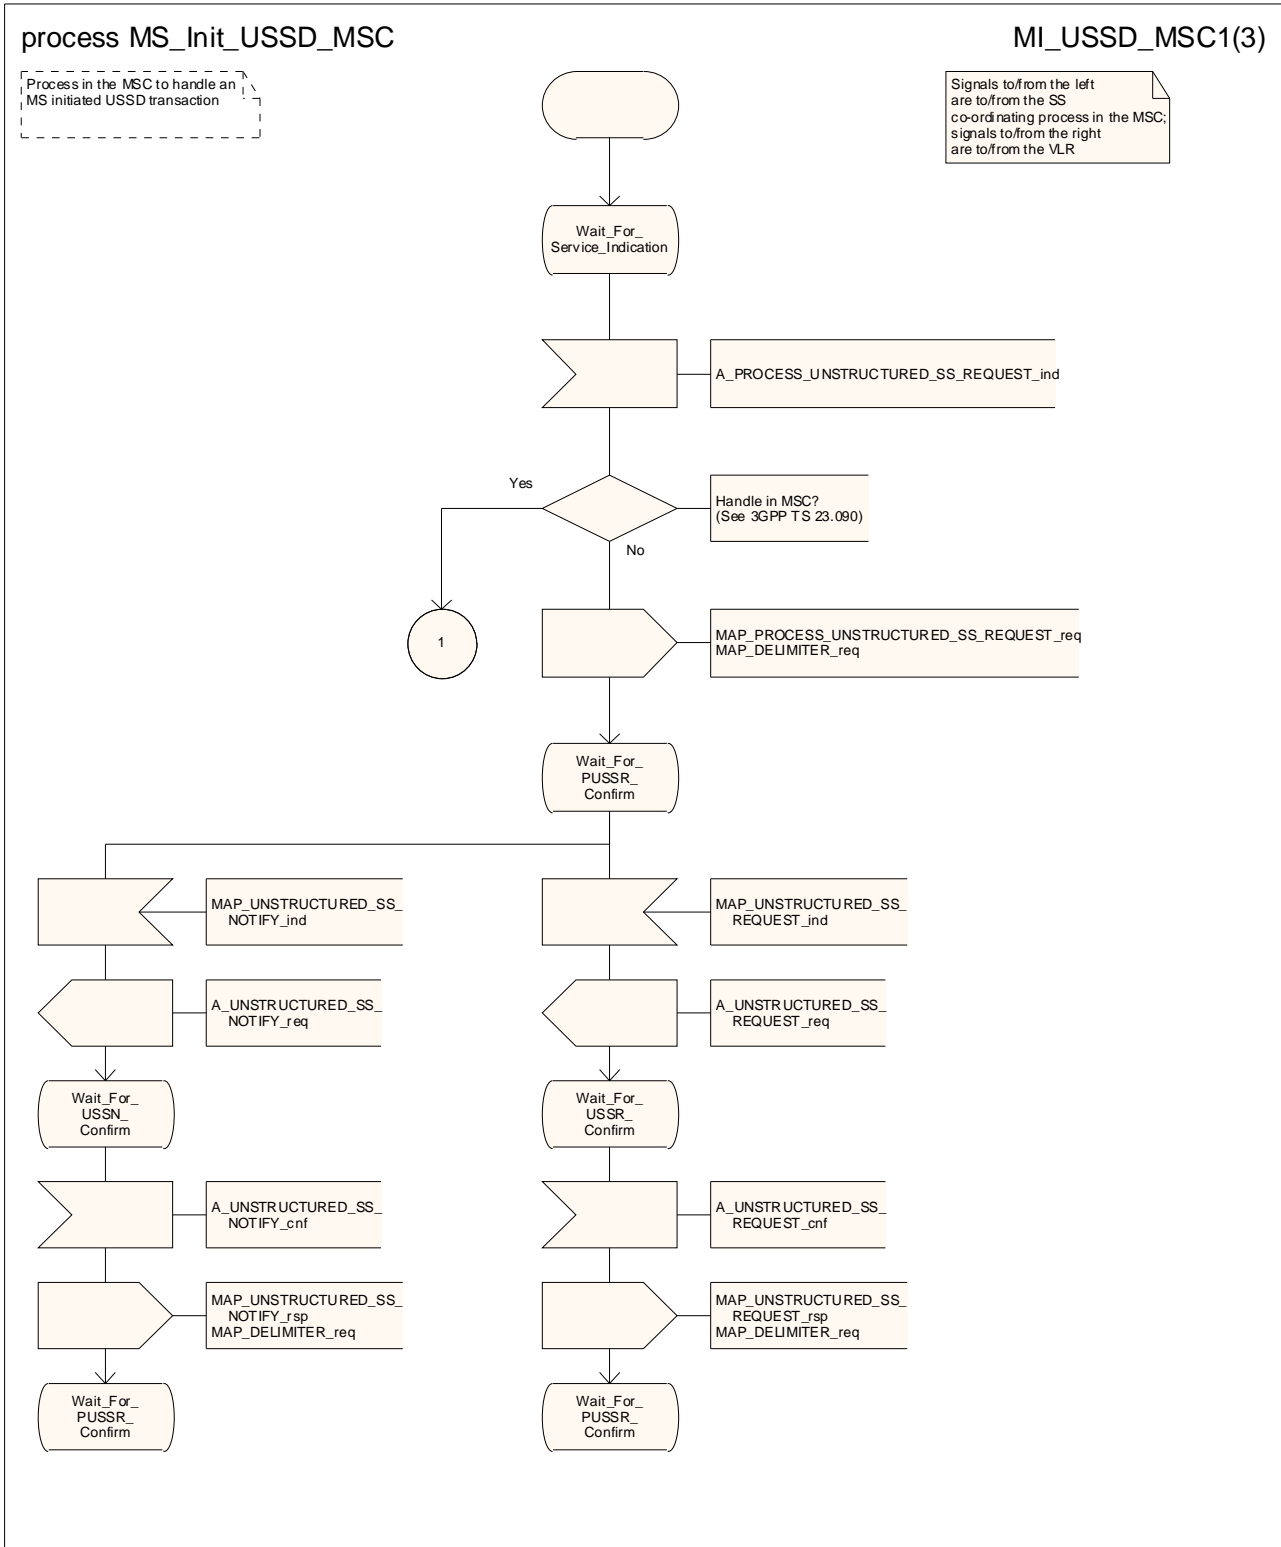 process MS_Init_USSD_MSC
MI_USSD_MSC1(3)
Process in the MSC to handle an
MS initiated USSD transaction
Signals to/from the left
are to/from the SS
co-ordinating process in the MSC;
signals to/from the right
are to/from the VLR
Wait_For_
Service_Indication
A_PROCESS_UNSTRUCTURED_SS_REQUEST_ind
Yes
Handle in MSC?
(See 3GPP TS 23.090)
No
1
MAP_PROCESS_UNSTRUCTURED_SS_REQUEST_req
MAP_DELIMITER_req
Wait_For_
PUSSR_
Confirm
MAP_UNSTRUCTURED_SS_
NOTIFY_ind
MAP_UNSTRUCTURED_SS_
REQUEST_ind
A_UNSTRUCTURED_SS_
NOTIFY_req
A_UNSTRUCTURED_SS_
REQUEST_req
Wait_For_
USSN_
Confirm
Wait_For_
USSR_
Confirm
A_UNSTRUCTURED_SS_
NOTIFY_cnf
A_UNSTRUCTURED_SS_
REQUEST_cnf
MAP_UNSTRUCTURED_SS_
NOTIFY_rsp
MAP_DELIMITER_req
MAP_UNSTRUCTURED_SS_
REQUEST_rsp
MAP_DELIMITER_req
Wait_For_
PUSSR_
Confirm
Wait_For_
PUSSR_
Confirm